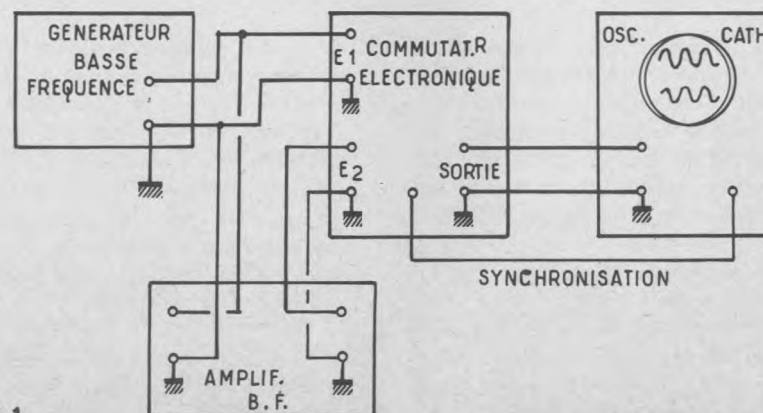 GENERATEUR
BASSE
FREQUENCE
E1
COMMUTAT.R
ELECTRONIQUE
E2
SORTIE
OSC. CATH
SYNCHRONISATION
AMPLIF.
B.F.